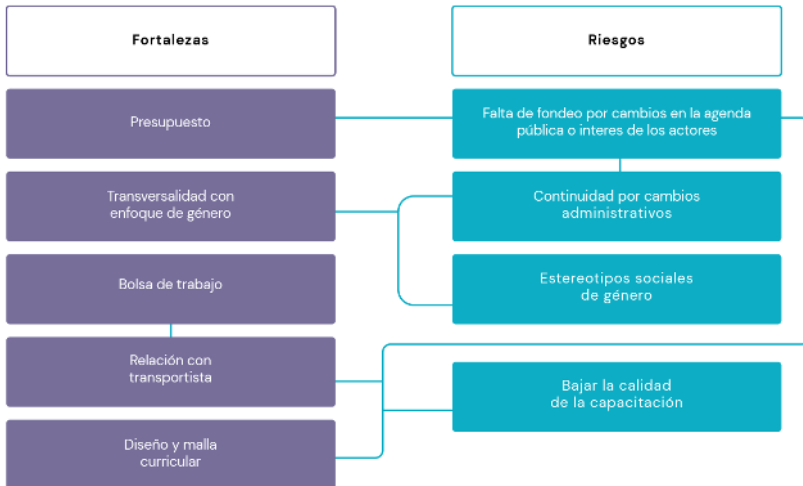 Fortalezas
Riesgos
Presupuesto
Falta de fondeo por cambios en la agenda
pública o interes de los actores
Transversalidad con
enfoque de género
Continuidad por cambios
administrativos
Bolsa de trabajo
Estereotipos sociales
de género
Relación con
transportista
Bajar la calidad
de la capacitación
Diseño y malla
curricular